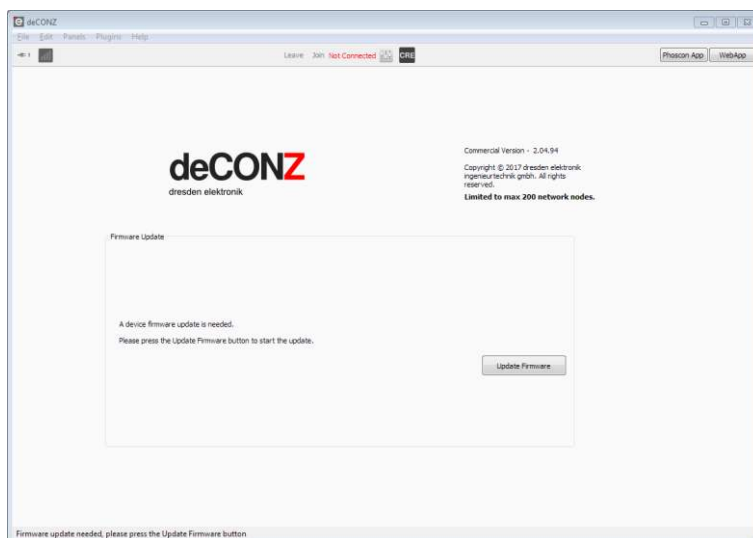 deCONZ
File Edit Panels Plugins Help
Leave Join Not Connected CRE Phoscon App WebApp
deCONZ
dresden elektronik
Commercial Version - 2.04.94
Copyright © 2017 dresden elektronik
ingenieurtechnik gmbh. All rights
reserved.
Limited to max 200 network nodes.
Firmware Update
A device firmware update is needed.
Please press the Update Firmware button to start the update.
Update Firmware
Firmware update needed, please press the Update Firmware button